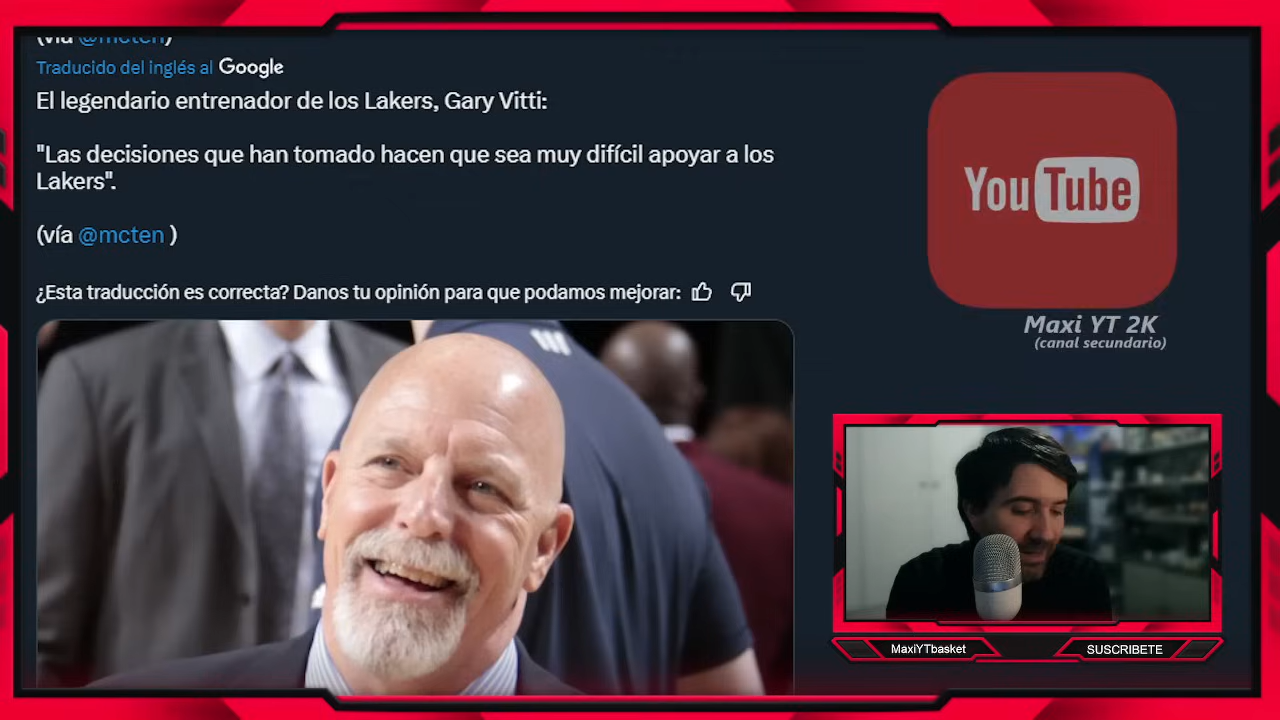 (vía @mcten)
Traducido del inglés al Google
El legendario entrenador de los Lakers, Gary Vitti:
"Las decisiones que han tomado hacen que sea muy difícil apoyar a los
Lakers".
(vía @mcten )
¿Esta traducción es correcta? Danos tu opinión para que podamos mejorar:
YouTube
Maxi YT 2K
(canal secundario)
MaxiYTbasket
SUSCRIBETE